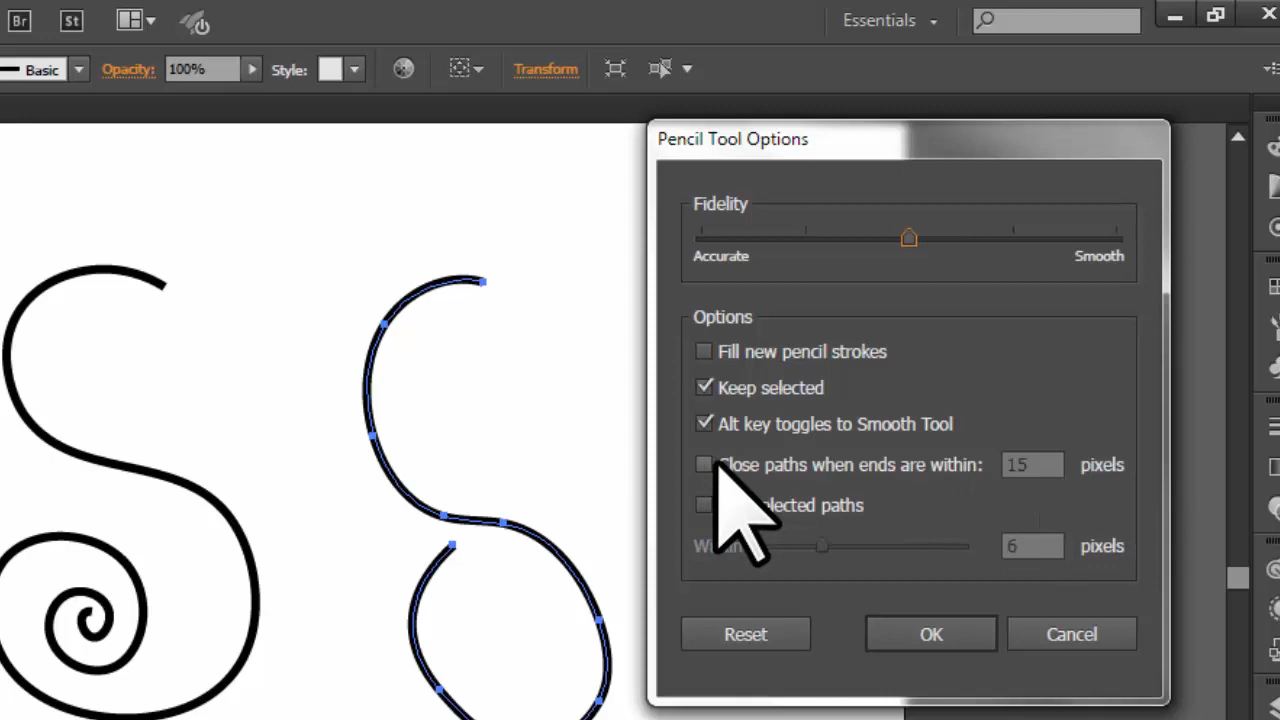 Br St Essentials
Basic Opacity: 100% Style: Transform
Pencil Tool Options
Fidelity
Accurate Smooth
Options
Fill new pencil strokes
Keep selected
Alt key toggles to Smooth Tool
Close paths when ends are within: 15 pixels
selected paths
6 pixels
Reset OK Cancel